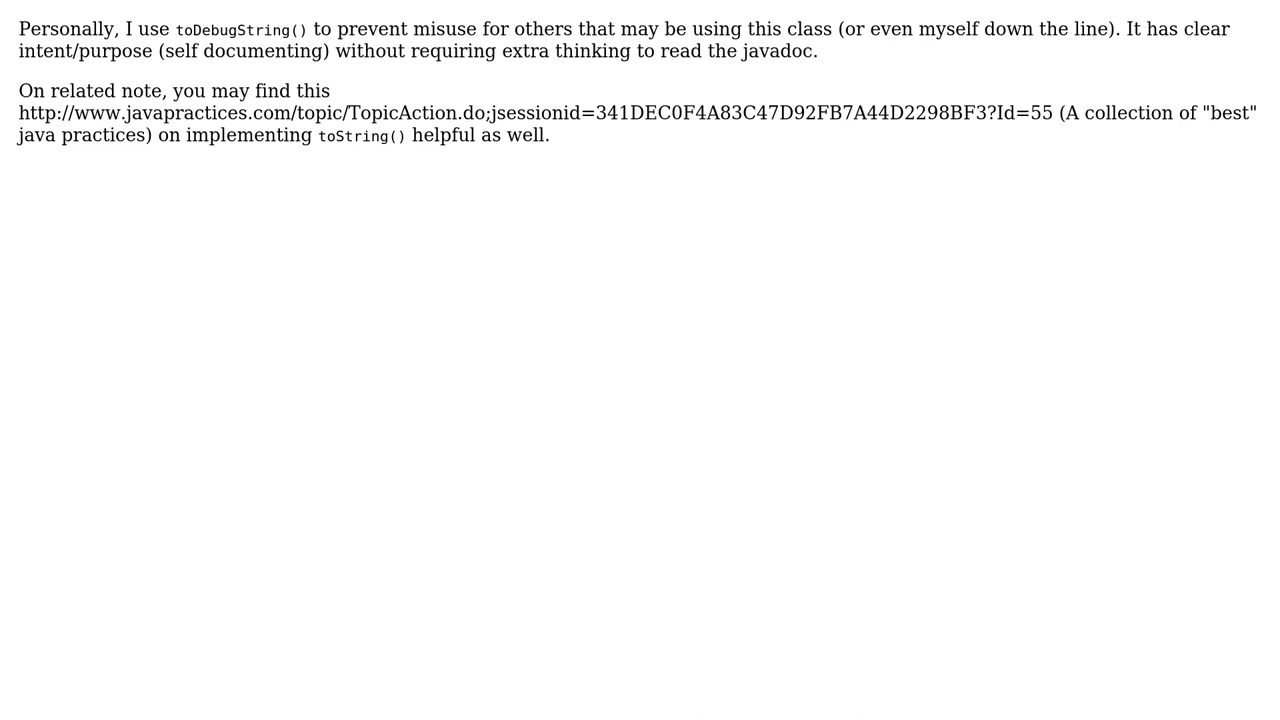 Personally, I use toDebugString() to prevent misuse for others that may be using this class (or even myself down the line). It has clear
intent/purpose (self documenting) without requiring extra thinking to read the javadoc.
On related note, you may find this
http://www.javapractices.com/topic/TopicAction.do;jsessionid=341DEC0F4A83C47D92FB7A44D2298BF3?Id=55 (A collection of "best"
java practices) on implementing toString() helpful as well.